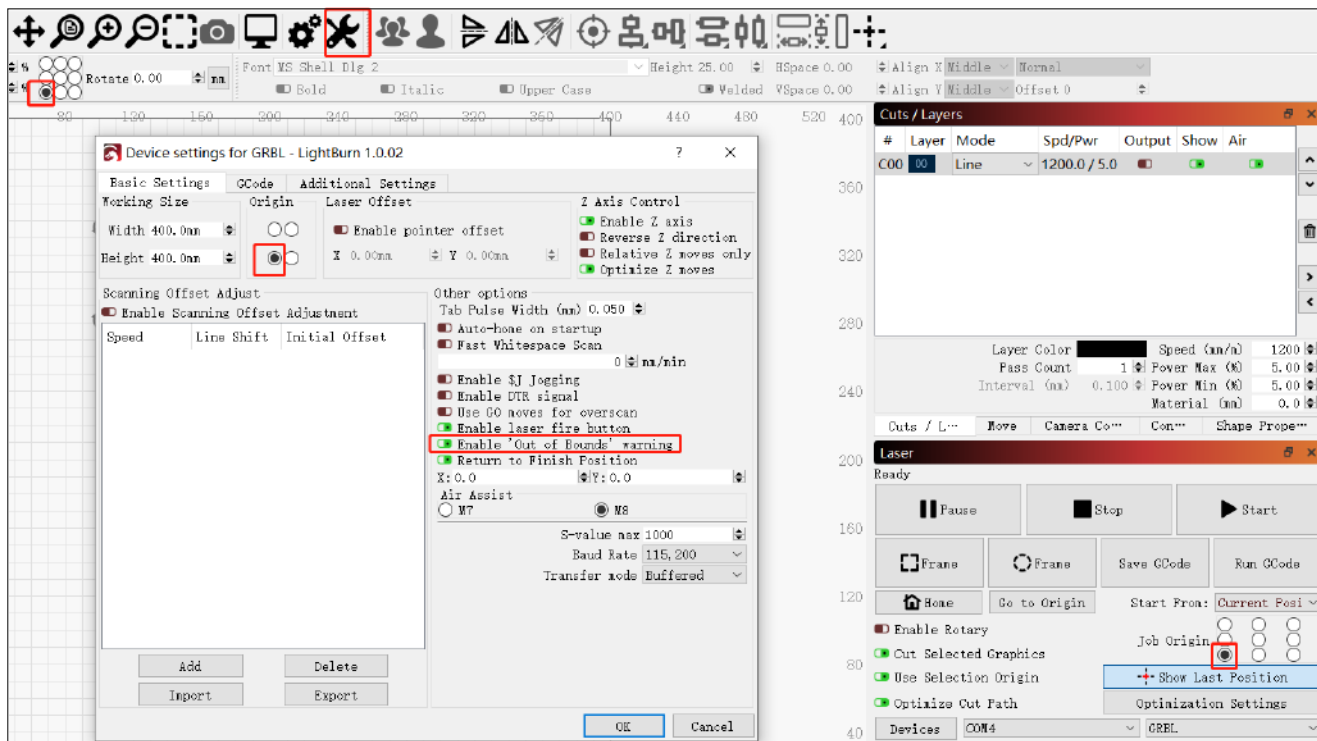 % Rotate 0.00 mm Font MS Shell Dlg 2 Height 25.00 HSpace 0.00 Align X Middle Normal
% Bold Italic Upper Case Welded VSpace 0.00 Align Y Middle Offset 0
80 120 160 200 240 280 320 360 400 440 480 520 400
Device settings for GRBL - LightBurn 1.0.02 ? ×
Basic Settings GCode Additional Settings
Working Size Origin Laser Offset Z Axis Control
Width 400.0mm Enable pointer offset Enable Z axis
Reverse Z direction
Height 400.0mm X 0.00mm Y 0.00mm Relative Z moves only
Optimize Z moves
Scanning Offset Adjust Other options
Enable Scanning Offset Adjustment Tab Pulse Width (mm) 0.050
Speed Line Shift Initial Offset Auto-home on startup
Fast Whitespace Scan
0 mm/min
Enable $J Jogging
Enable DTR signal
Use G0 moves for overscan
Enable laser fire button
Enable 'Out of Bounds' warning
Return to Finish Position
X: 0.0 Y: 0.0
Air Assist
M7 M8
S-value max 1000
Baud Rate 115,200
Transfer mode Buffered
Add Delete
Import Export
OK Cancel
360
320
280
240
200
160
120
80
40
Cuts / Layers
# Layer Mode Spd/Pwr Output Show Air
C00 00 Line 1200.0 / 5.0
Layer Color Speed (mm/m) 1200
Pass Count 1 Power Max (%) 5.00
Interval (mm) 0.100 Power Min (%) 5.00
Material (mm) 0.0
Cuts / L… Move Camera Co… Con… Shape Prope…
Laser
Ready
Pause Stop Start
Frame Frame Save GCode Run GCode
Home Go to Origin Start From: Current Posi
Enable Rotary
Job Origin
Cut Selected Graphics
Use Selection Origin Show Last Position
Optimize Cut Path Optimization Settings
Devices COM4 GRBL